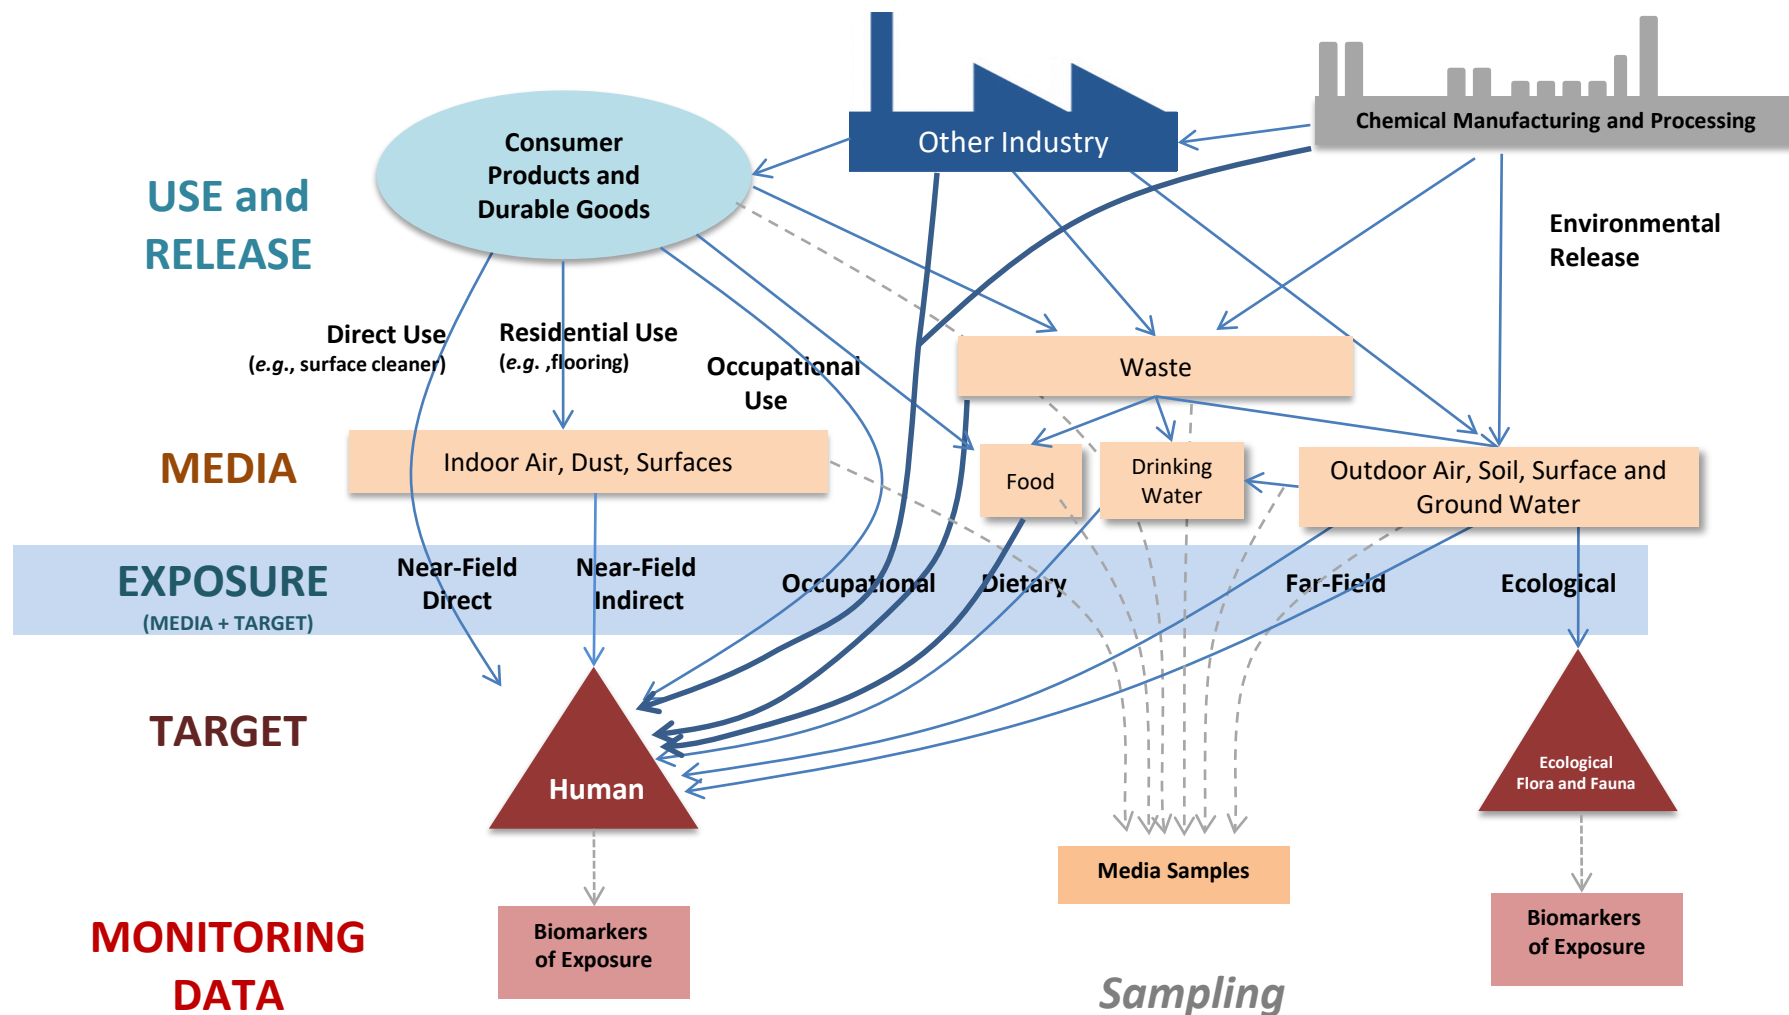 Other Industry
Chemical Manufacturing and Processing
Consumer
Products and
Durable Goods
USE and
RELEASE
Environmental
Release
Direct Use
(e.g., surface cleaner)
Residential Use
(e.g. ,flooring)
Occupational
Use
Waste
MEDIA
Indoor Air, Dust, Surfaces
Food
Drinking
Water
Outdoor Air, Soil, Surface and
Ground Water
EXPOSURE
(MEDIA + TARGET)
Near-Field
Direct
Near-Field
Indirect
Occupational
Dietary
Far-Field
Ecological
TARGET
Human
Ecological
Flora and Fauna
Media Samples
MONITORING
DATA
Biomarkers
of Exposure
Biomarkers
of Exposure
Sampling